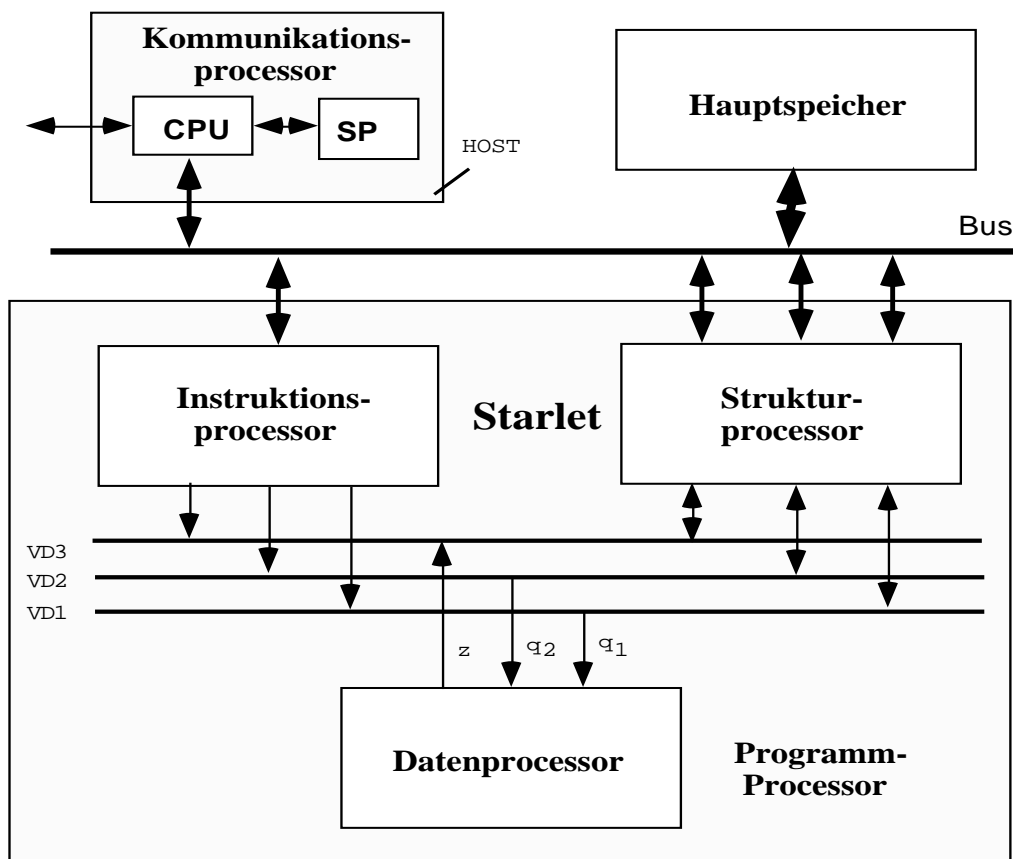 Kommunikations-
processor
CPU
SP
HOST
Hauptspeicher
Bus
Instruktions-
processor
Starlet
Struktur-
processor
VD3
VD2
VD1
z
q2
q1
Datenprocessor
Programm-
Processor